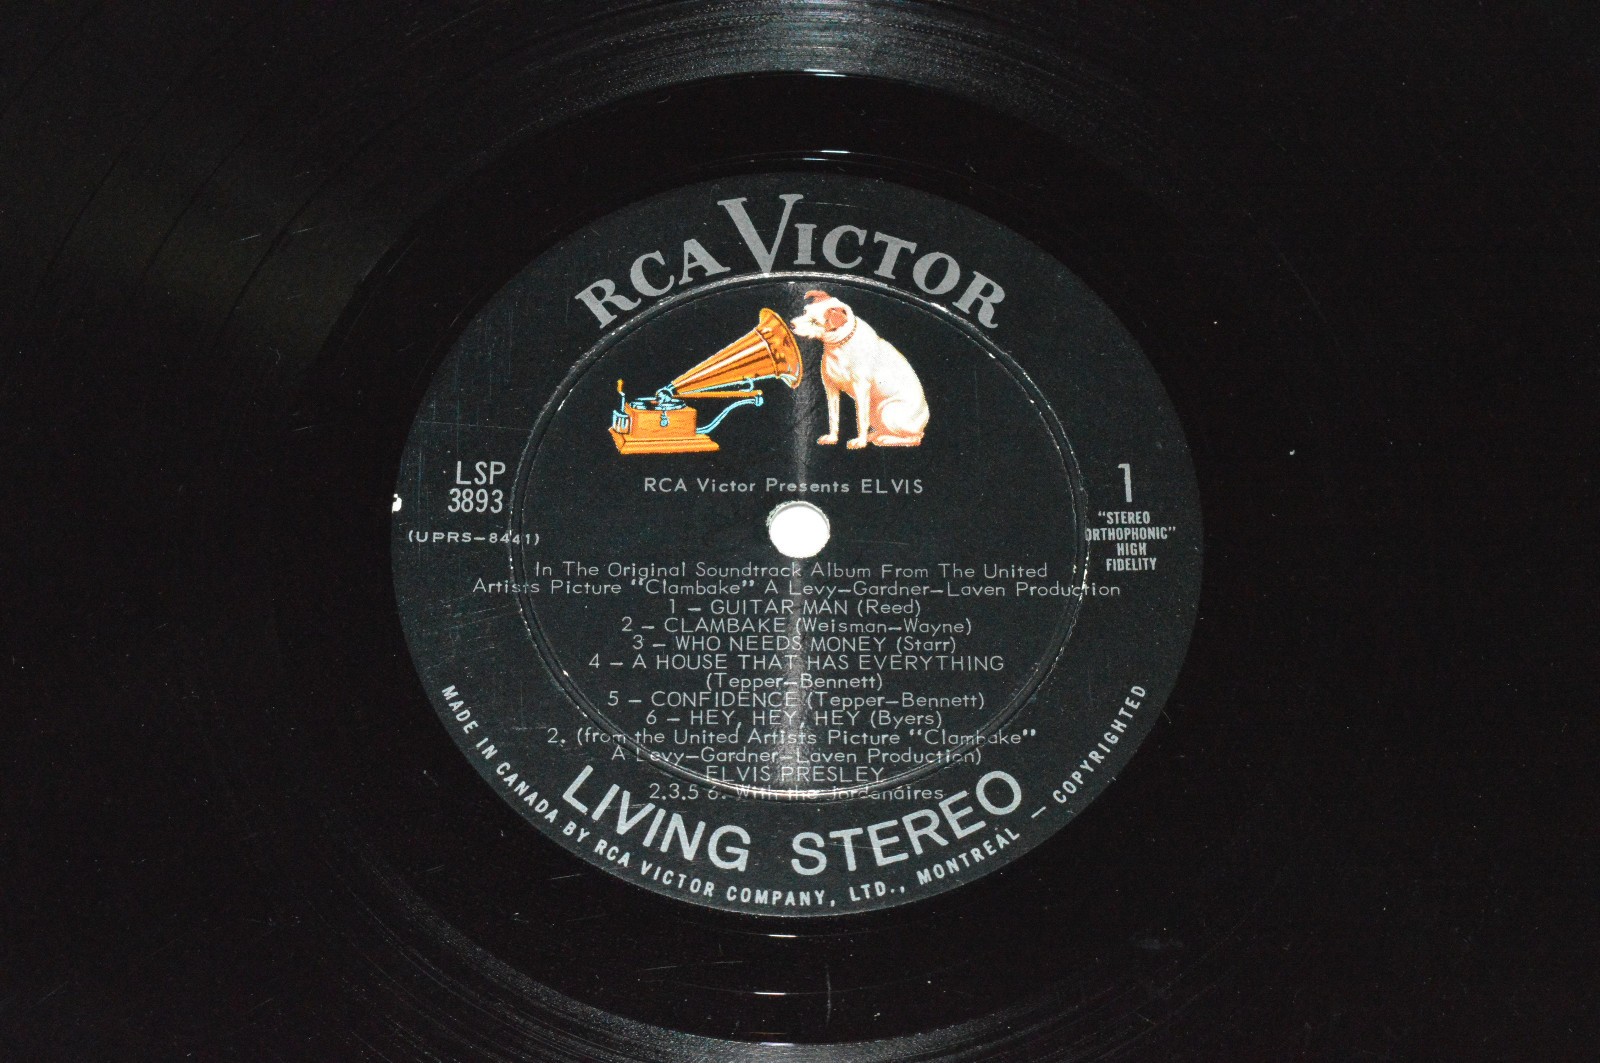 RCA VICTOR
LSP
3893
(UPRS-8441)
1
"STEREO
ORTHOPHONIC"
HIGH
FIDELITY
RCA Victor Presents ELVIS
In The Original Soundtrack Album From The United
Artists Picture "Clambake" A Levy-Gardner-Laven Production
1 - GUITAR MAN (Reed)
2 - CLAMBAKE (Weisman-Wayne)
3 - WHO NEEDS MONEY (Starr)
4 - A HOUSE THAT HAS EVERYTHING
(Tepper-Bennett)
5 - CONFIDENCE (Tepper-Bennett)
6 - HEY, HEY, HEY (Byers)
2. (from the United Artists Picture "Clambake"
A Levy-Gardner-Laven Production)
ELVIS PRESLEY
2.3.5 6. With the Jordanaires
LIVING STEREO
MADE IN CANADA BY RCA VICTOR COMPANY, LTD., MONTREAL — COPYRIGHTED